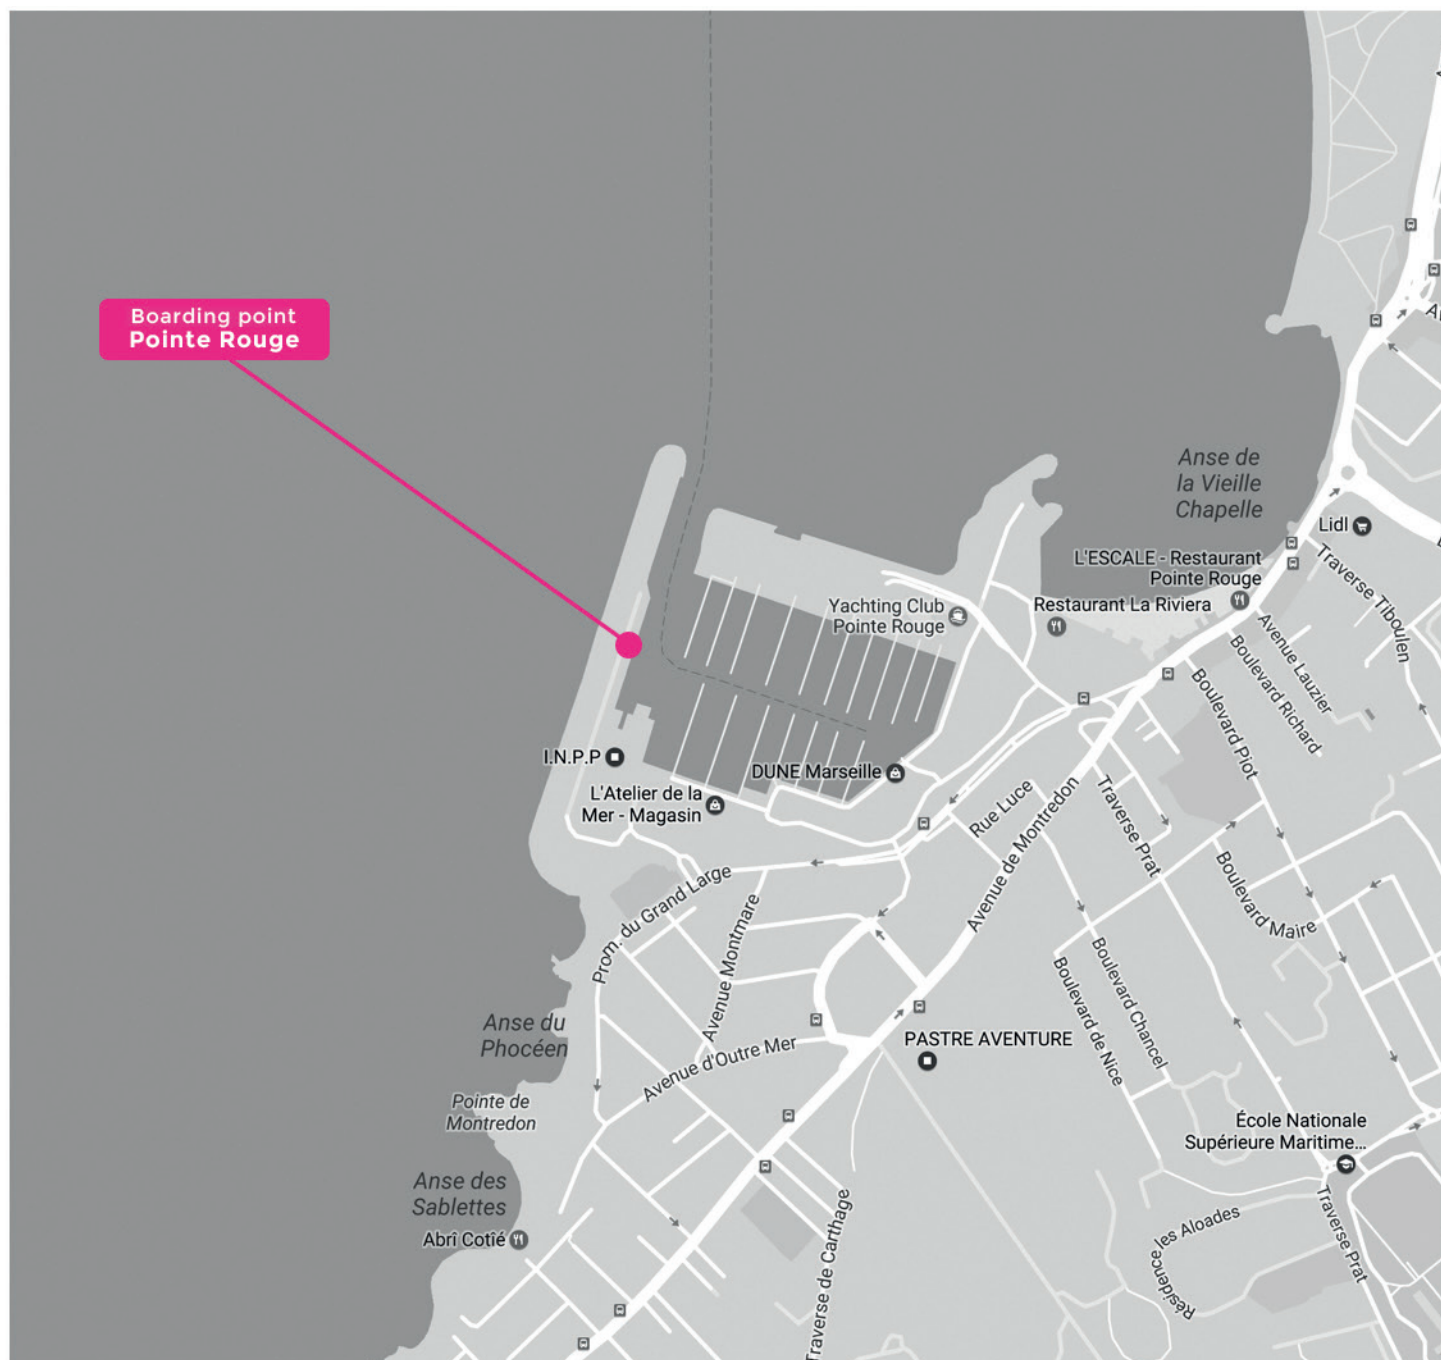 Boarding point
Pointe Rouge
Anse de
la Vieille
Chapelle
Lidl
L'ESCALE - Restaurant
Pointe Rouge
Traverse Tiboulen
Yachting Club
Pointe Rouge
Restaurant La Riviera
Avenue Lauzier
Boulevard Richard
Boulevard Piot
I.N.P.P
DUNE Marseille
L'Atelier de la
Mer - Magasin
Rue Luce
Avenue de Montredon
Traverse Prat
Boulevard Maire
Prom. du Grand Large
Avenue Montmare
Boulevard Chancel
Boulevard de Nice
Anse du
Phocéen
Avenue d'Outre Mer
PASTRE AVENTURE
Pointe de
Montredon
École Nationale
Supérieure Maritime...
Anse des
Sablettes
Abri Cotié
Traverse de Carthage
Résidence les Aloades
Traverse Prat